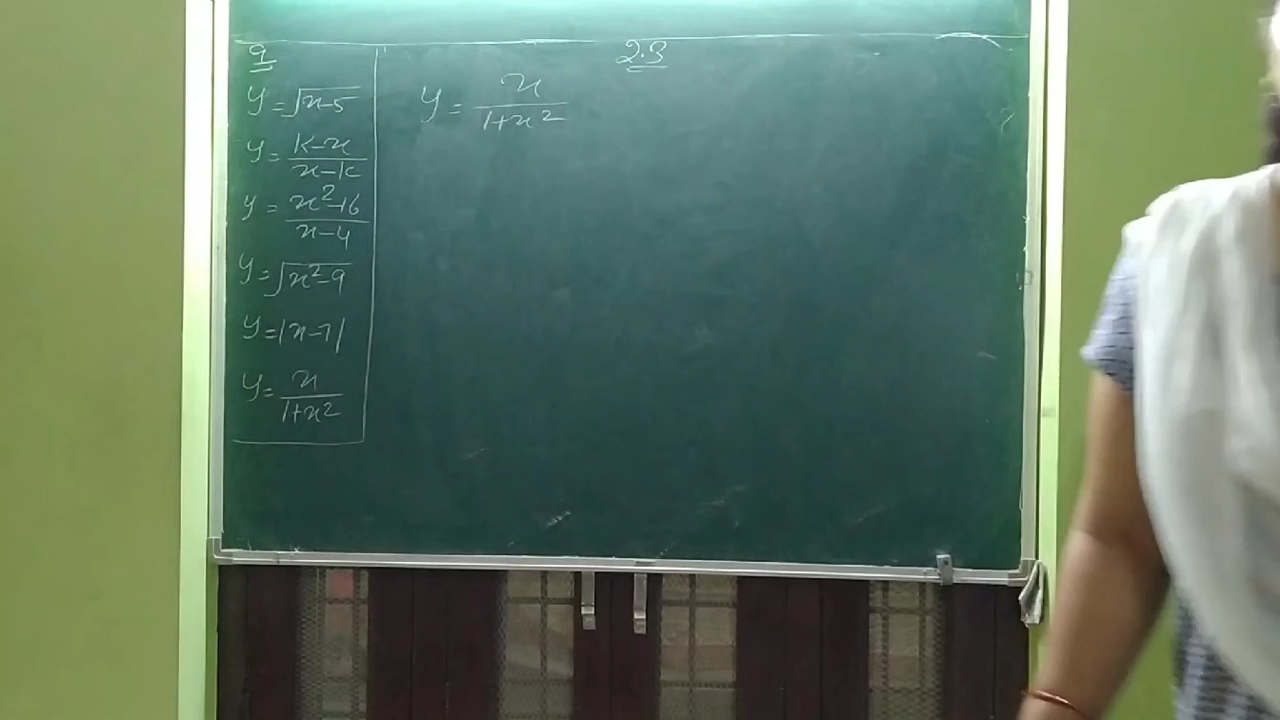 9
y = √x-5
y = k-x / x-k
y = x²-16 / x-4
y = √x²-9
y = |x-7|
y = x / 1+x²
2.3
y = x / 1+x²